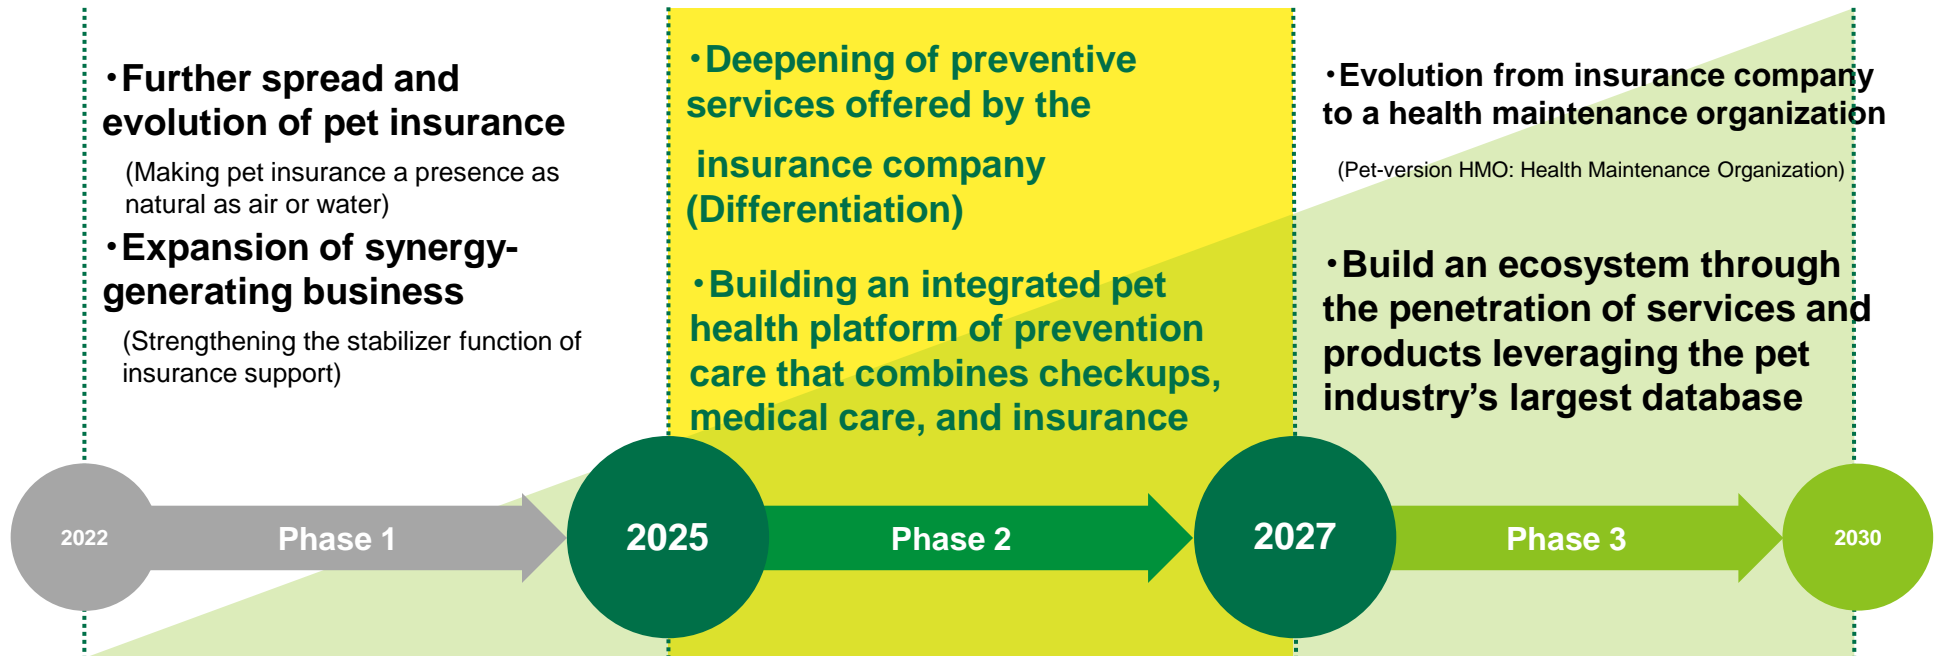 ・Further spread and
evolution of pet insurance
(Making pet insurance a presence as
natural as air or water)
・Expansion of synergy-
generating business
(Strengthening the stabilizer function of
insurance support)
・Deepening of preventive
services offered by the
insurance company
(Differentiation)
・Building an integrated pet
health platform of prevention
care that combines checkups,
medical care, and insurance
・Evolution from insurance company
to a health maintenance organization
(Pet-version HMO: Health Maintenance Organization)
・Build an ecosystem through
the penetration of services and
products leveraging the pet
industry’s largest database
2022
Phase 1
2025
Phase 2
2027
Phase 3
2030